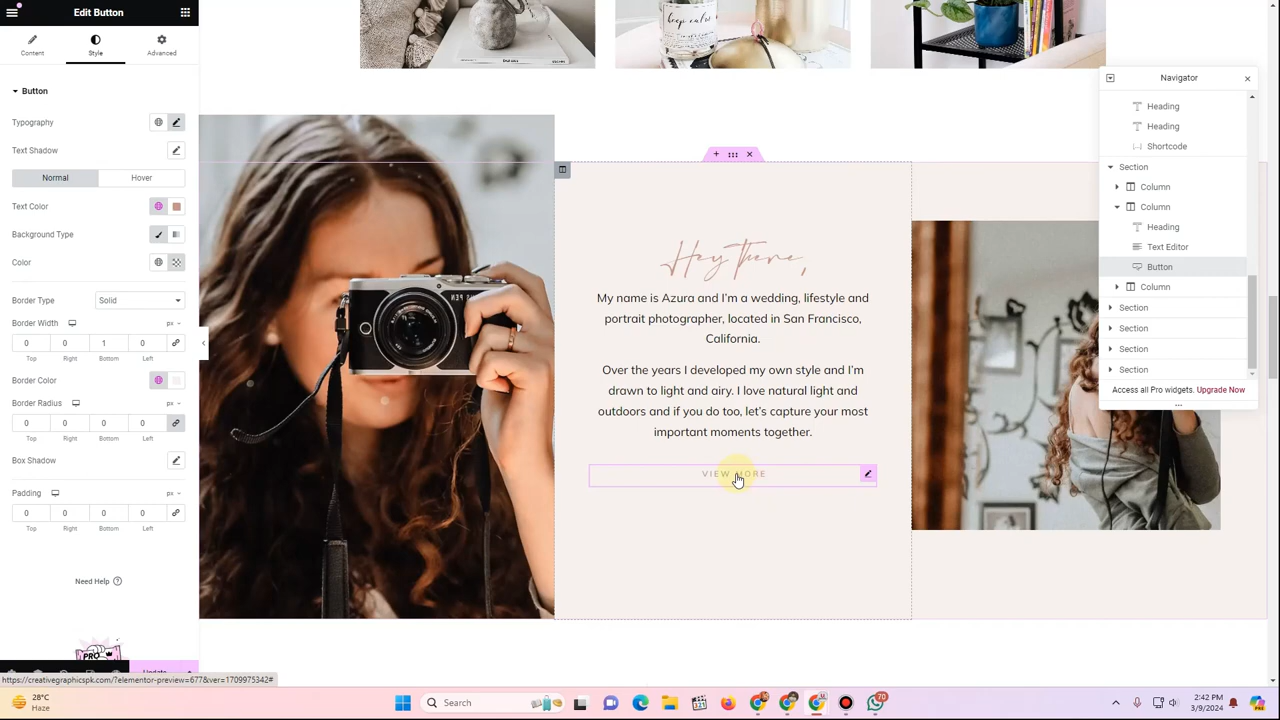 Edit Button
Content
Style
Advanced
Button
Typography
Text Shadow
Normal
Hover
Text Color
Background Type
Color
Border Type
Solid
Border Width
px
0
0
1
0
Top
Right
Bottom
Left
Border Color
Border Radius
px
0
0
0
0
Top
Right
Bottom
Left
Box Shadow
Padding
px
0
0
0
0
Top
Right
Bottom
Left
Need Help
PRO
Update
https://creativegraphicspk.com/?elementor-preview=677&ver=1709975342#
keep calm
Hey there,
My name is Azura and I'm a wedding, lifestyle and
portrait photographer, located in San Francisco,
California.
Over the years I developed my own style and I'm
drawn to light and airy. I love natural light and
outdoors and if you do too, let's capture your most
important moments together.
VIEW MORE
Navigator
Heading
Heading
Shortcode
Section
Column
Column
Heading
Text Editor
Button
Column
Section
Section
Section
Section
Access all Pro widgets. Upgrade Now
28°C
Haze
Search
70
2:42 PM
3/9/2024